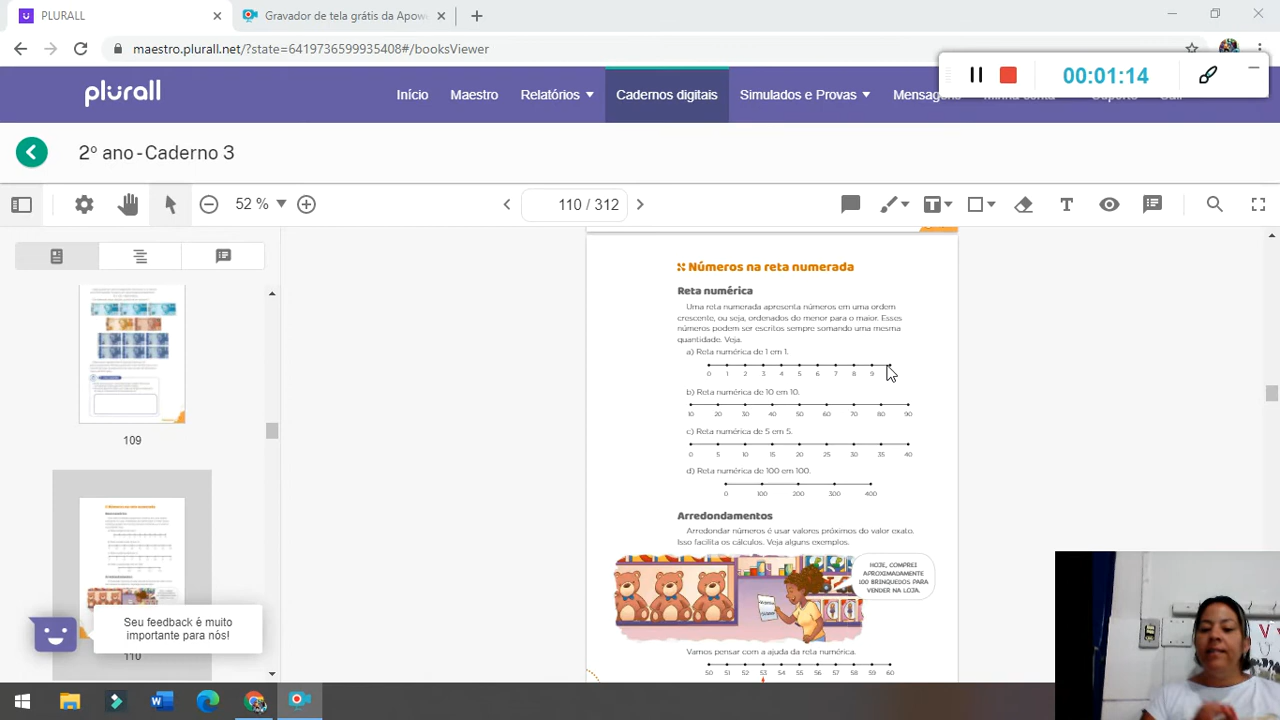 PLURALL
Gravador de tela grátis da Apow
maestro.plurall.net/?state=6419736599935408#/booksViewer
plurall
Início
Maestro
Relatórios
Cadernos digitais
Simulados e Provas
Mensagens
Minha conta
Suporte
Sair
00:01:14
2º ano - Caderno 3
52 %
110 / 312
109
110
Seu feedback é muito
importante para nós!
Números na reta numerada
Reta numérica
Uma reta numerada apresenta números em uma ordem
crescente, ou seja, ordenados do menor para o maior. Esses
números podem ser escritos sempre somando uma mesma
quantidade. Veja.
a) Reta numérica de 1 em 1.
0 1 2 3 4 5 6 7 8 9
b) Reta numérica de 10 em 10.
10 20 30 40 50 60 70 80 90
c) Reta numérica de 5 em 5.
0 5 10 15 20 25 30 35 40
d) Reta numérica de 100 em 100.
0 100 200 300 400
Arredondamentos
Arredondar números é usar valores próximos do valor exato.
Isso facilita os cálculos. Veja alguns exemplos.
HOJE, COMPREI
APROXIMADAMENTE
100 BRINQUEDOS PARA
VENDER NA LOJA.
Vamos pensar com a ajuda da reta numérica.
50 51 52 53 54 55 56 57 58 59 60